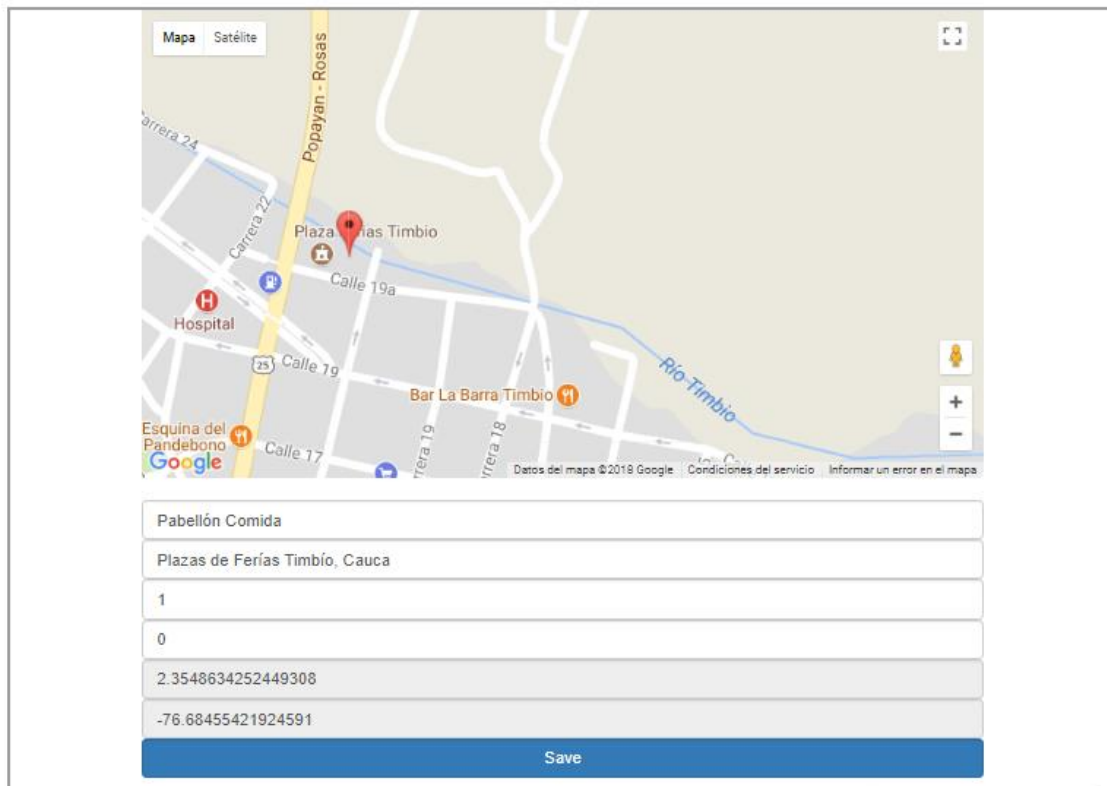 Mapa Satélite
Popayan - Rosas
Carrera 24
Carrera 22
Plaza Ferias Timbio
Calle 19a
H
Hospital
25
Calle 19
Bar La Barra Timbio
Río Timbio
Esquina del
Pandebono
Calle 17
Carrera 19
Carrera 18
+
−
Google
Datos del mapa ©2018 Google Condiciones del servicio Informar un error en el mapa
Pabellón Comida
Plazas de Ferías Timbío, Cauca
1
0
2.3548634252449308
-76.68455421924591
Save